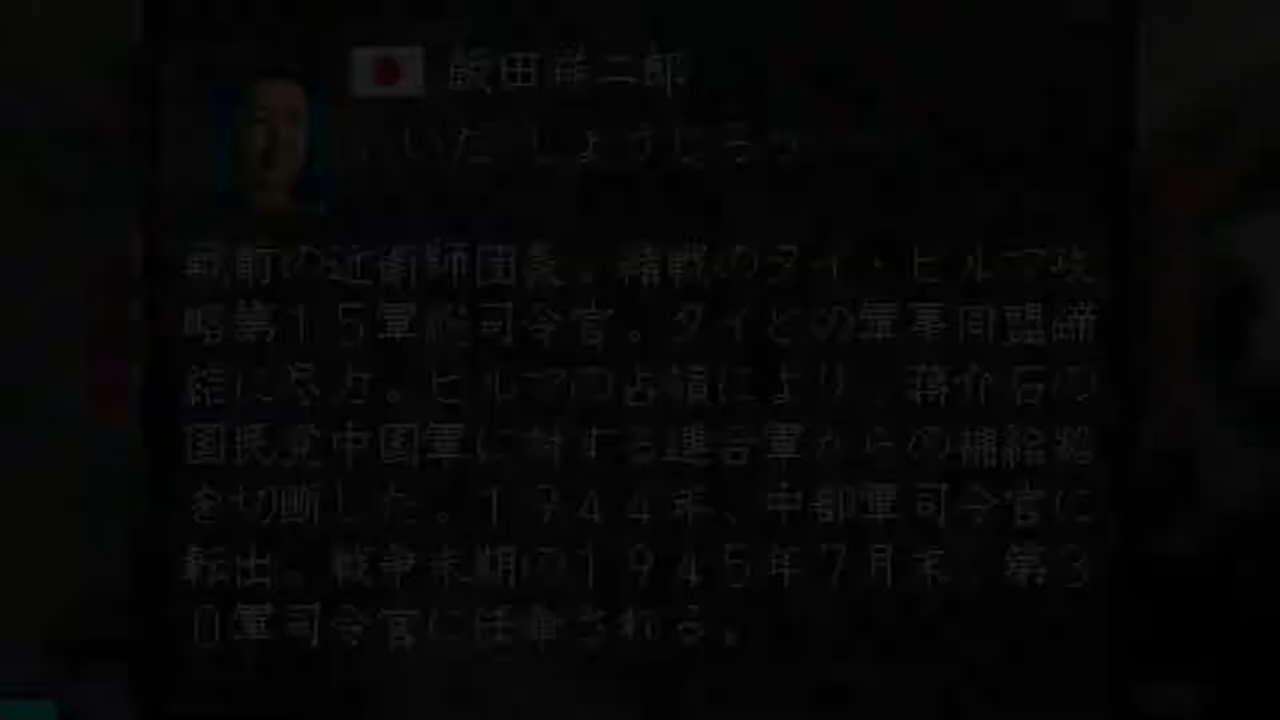 飯田祥二郎
いいだ しょうじろう
戦前の近衛師団長。緒戦のタイ・ビルマ攻
略第15軍総司令官。タイとの軍事同盟締
結に尽力。ビルマの占領により、蒋介石の
国民党中国軍に対する連合軍からの補給路
を切断した。1944年、中部軍司令官に
転出。戦争末期の1945年7月末、第3
0軍司令官に任命される。